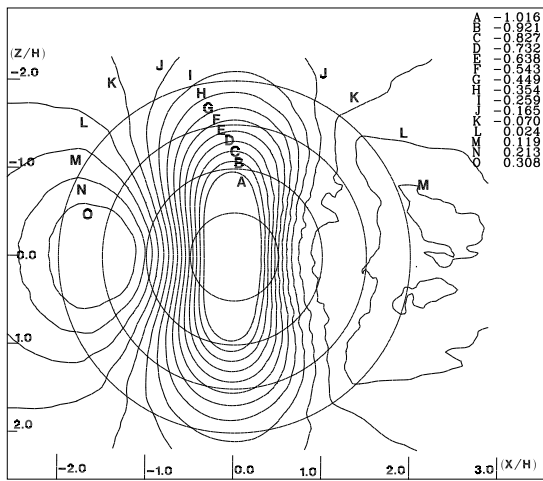 A -1.016
B -0.921
C -0.827
D -0.732
E -0.638
F -0.543
G -0.449
H -0.354
I -0.259
J -0.165
K -0.070
L 0.024
M 0.119
N 0.213
O 0.308
(Z/H)
-2.0
-1.0
0.0
1.0
2.0
J
I
J
K
H
K
G
L
F
L
E
D
M
C
B
N
A
M
O
-2.0 -1.0 0.0 1.0 2.0 3.0 (X/H)